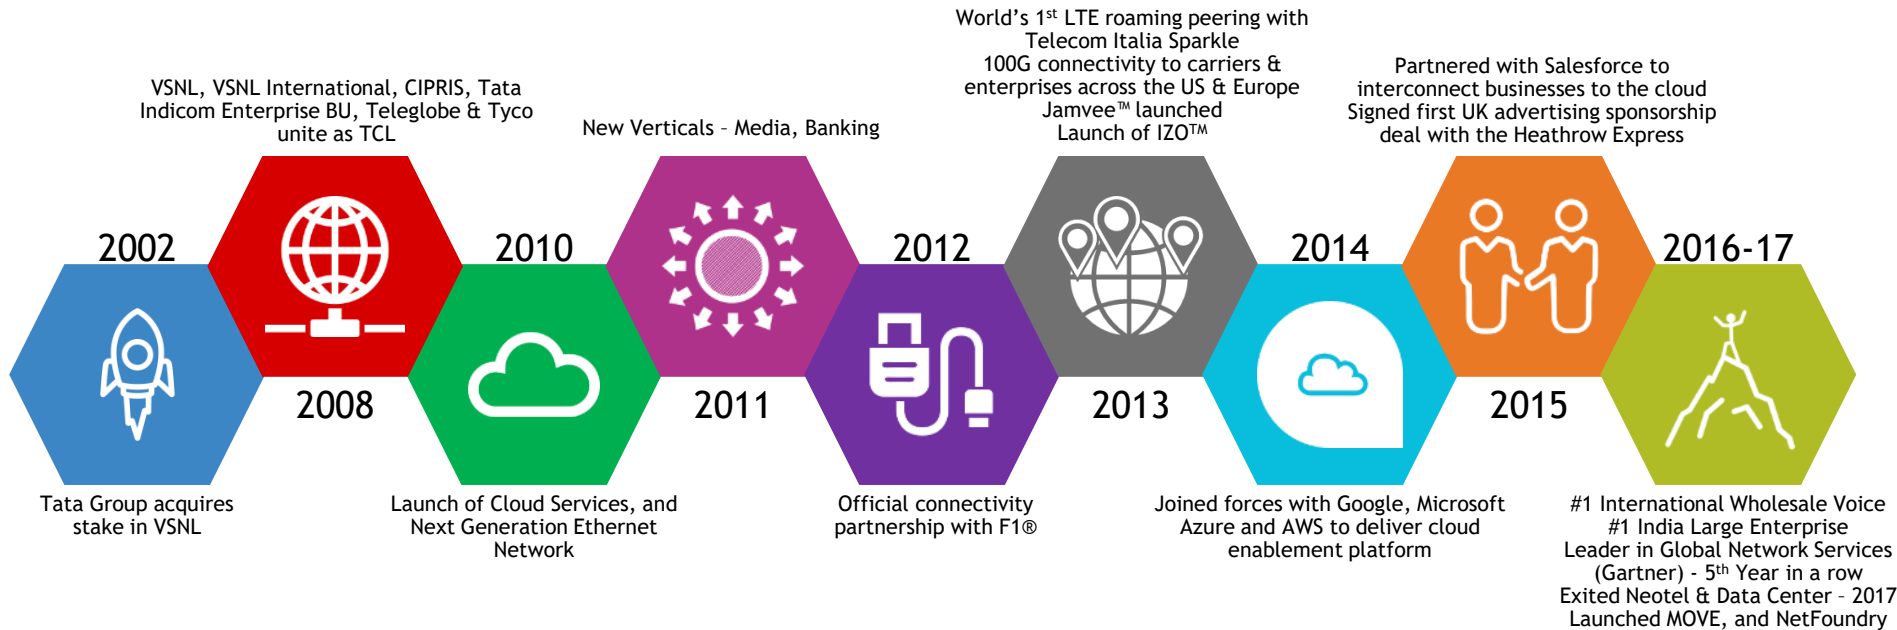 2002
Tata Group acquires
stake in VSNL
VSNL, VSNL International, CIPRIS, Tata
Indicom Enterprise BU, Teleglobe & Tyco
unite as TCL
2008
2010
Launch of Cloud Services, and
Next Generation Ethernet
Network
New Verticals – Media, Banking
2011
2012
Official connectivity
partnership with F1®
World’s 1st LTE roaming peering with
Telecom Italia Sparkle
100G connectivity to carriers &
enterprises across the US & Europe
Jamvee™ launched
Launch of IZO™
2013
2014
Joined forces with Google, Microsoft
Azure and AWS to deliver cloud
enablement platform
Partnered with Salesforce to
interconnect businesses to the cloud
Signed first UK advertising sponsorship
deal with the Heathrow Express
2015
2016-17
#1 International Wholesale Voice
#1 India Large Enterprise
Leader in Global Network Services
(Gartner) - 5th Year in a row
Exited Neotel & Data Center – 2017
Launched MOVE, and NetFoundry